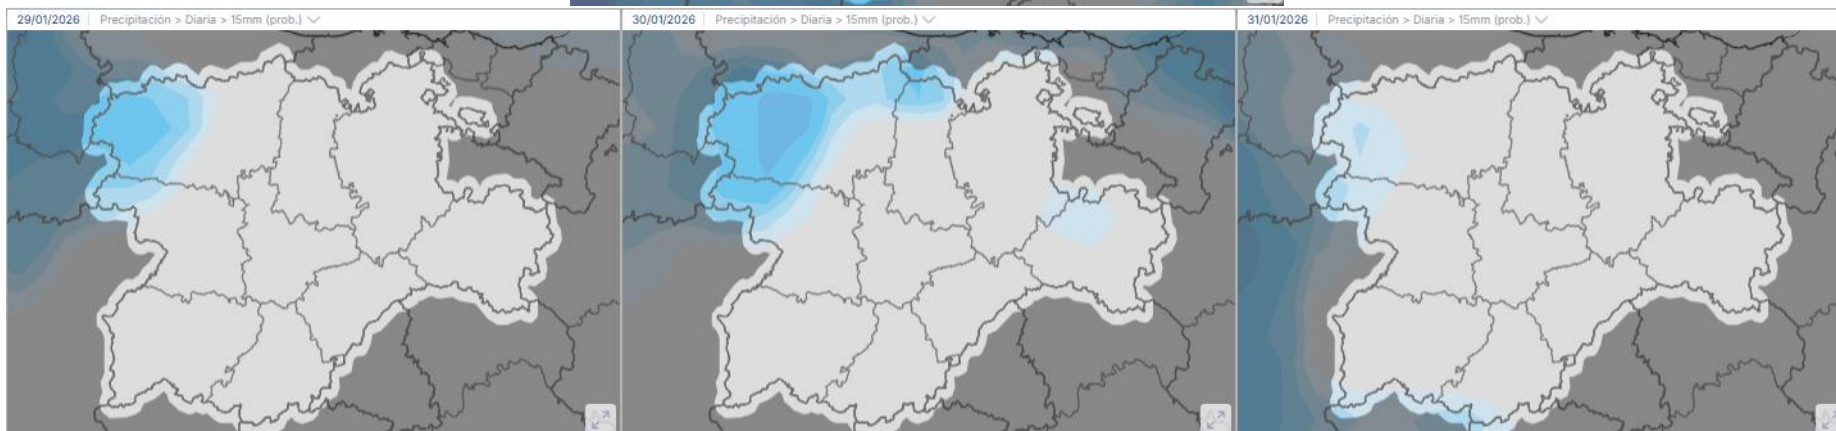 29/01/2026 Precipitación > Diaria > 15mm (prob.)
30/01/2026 Precipitación > Diaria > 15mm (prob.)
31/01/2026 Precipitación > Diaria > 15mm (prob.)